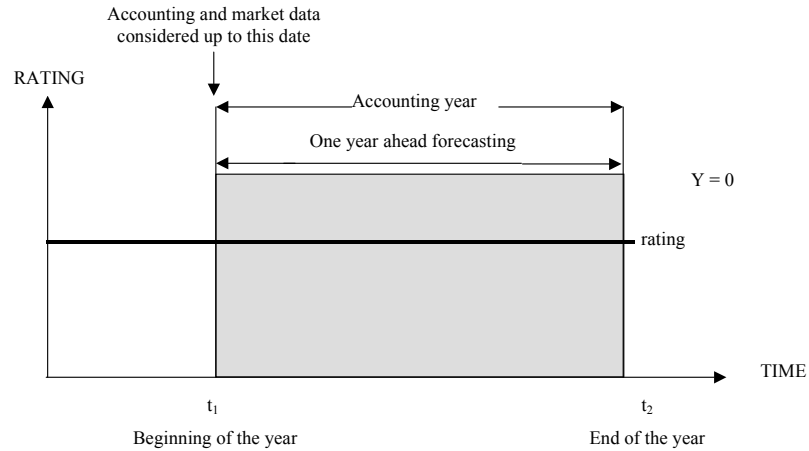 Accounting and market data
considered up to this date
RATING
Accounting year
One year ahead forecasting
Y = 0
rating
TIME
t₁
t₂
Beginning of the year
End of the year